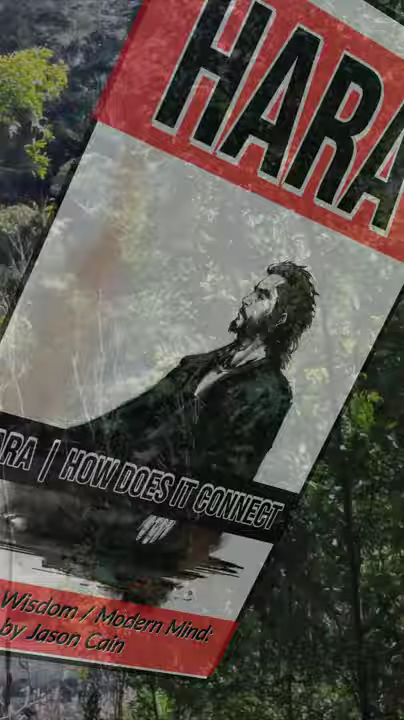 HARA
ARA | HOW DOES IT CONNECT
Wisdom / Modern Mind:
by Jason Cain